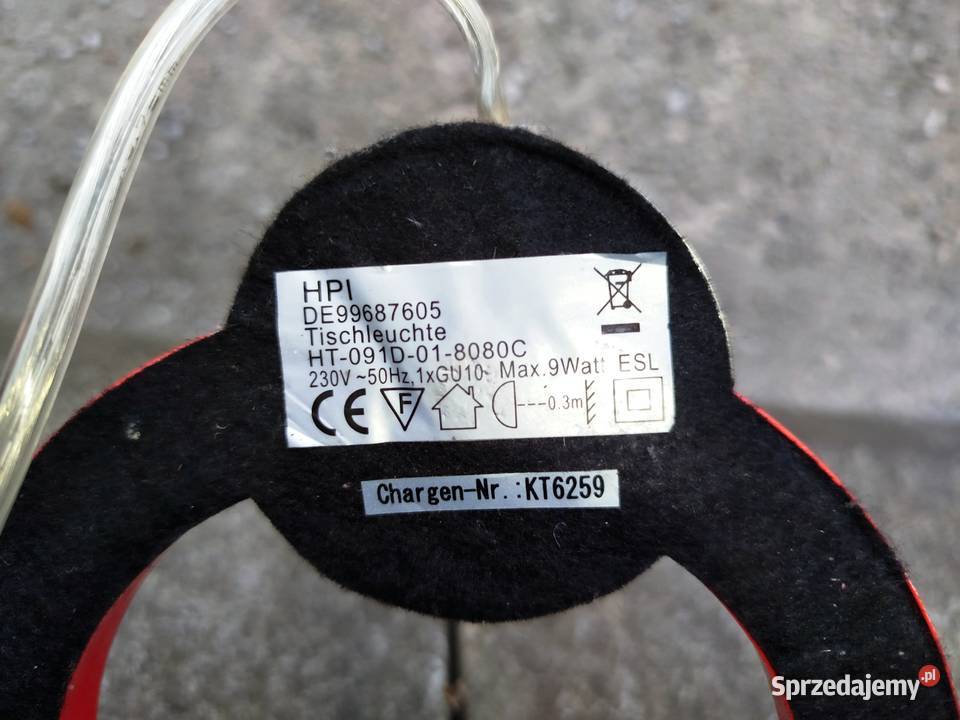 HPI
DE99687605
Tischleuchte
HT-091D-01-8080C
230V ~50Hz,1xGU10- Max.9Watt ESL
CE F 0.3m
Chargen-Nr.:KT6259
Sprzedajemy.pl